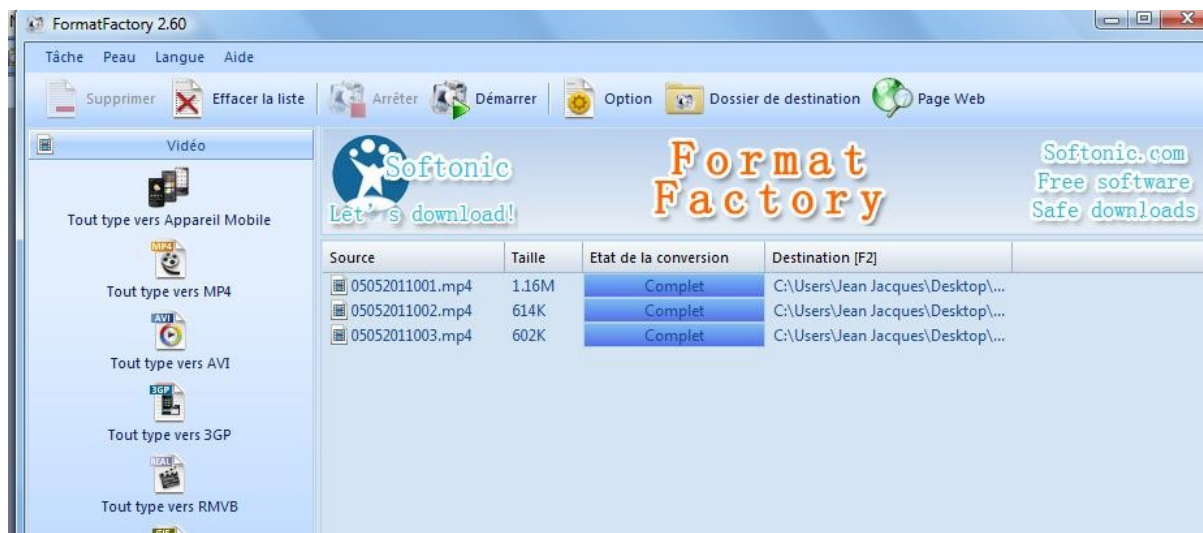 FormatFactory 2.60
Tâche Peau Langue Aide
Supprimer Effacer la liste Arrêter Démarrer Option Dossier de destination Page Web
Vidéo
Tout type vers Appareil Mobile
MP4
Tout type vers MP4
AVI
Tout type vers AVI
3GP
Tout type vers 3GP
REAL
Tout type vers RMVB
Softonic
Let's download!
Format
Factory
Softonic.com
Free software
Safe downloads
Source Taille Etat de la conversion Destination [F2]
05052011001.mp4 1.16M Complet C:\Users\Jean Jacques\Desktop\...
05052011002.mp4 614K Complet C:\Users\Jean Jacques\Desktop\...
05052011003.mp4 602K Complet C:\Users\Jean Jacques\Desktop\...